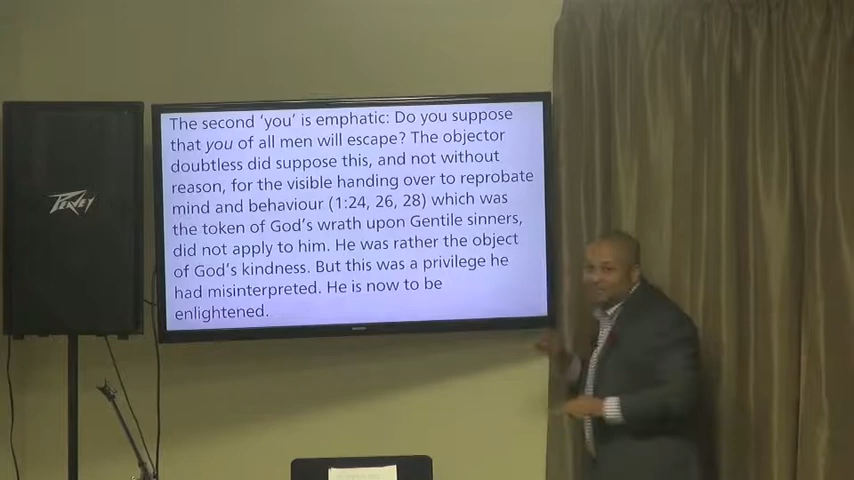 PEAVEY
The second ‘you’ is emphatic: Do you suppose
that you of all men will escape? The objector
doubtless did suppose this, and not without
reason, for the visible handing over to reprobate
mind and behaviour (1:24, 26, 28) which was
the token of God’s wrath upon Gentile sinners,
did not apply to him. He was rather the object
of God’s kindness. But this was a privilege he
had misinterpreted. He is now to be
enlightened.